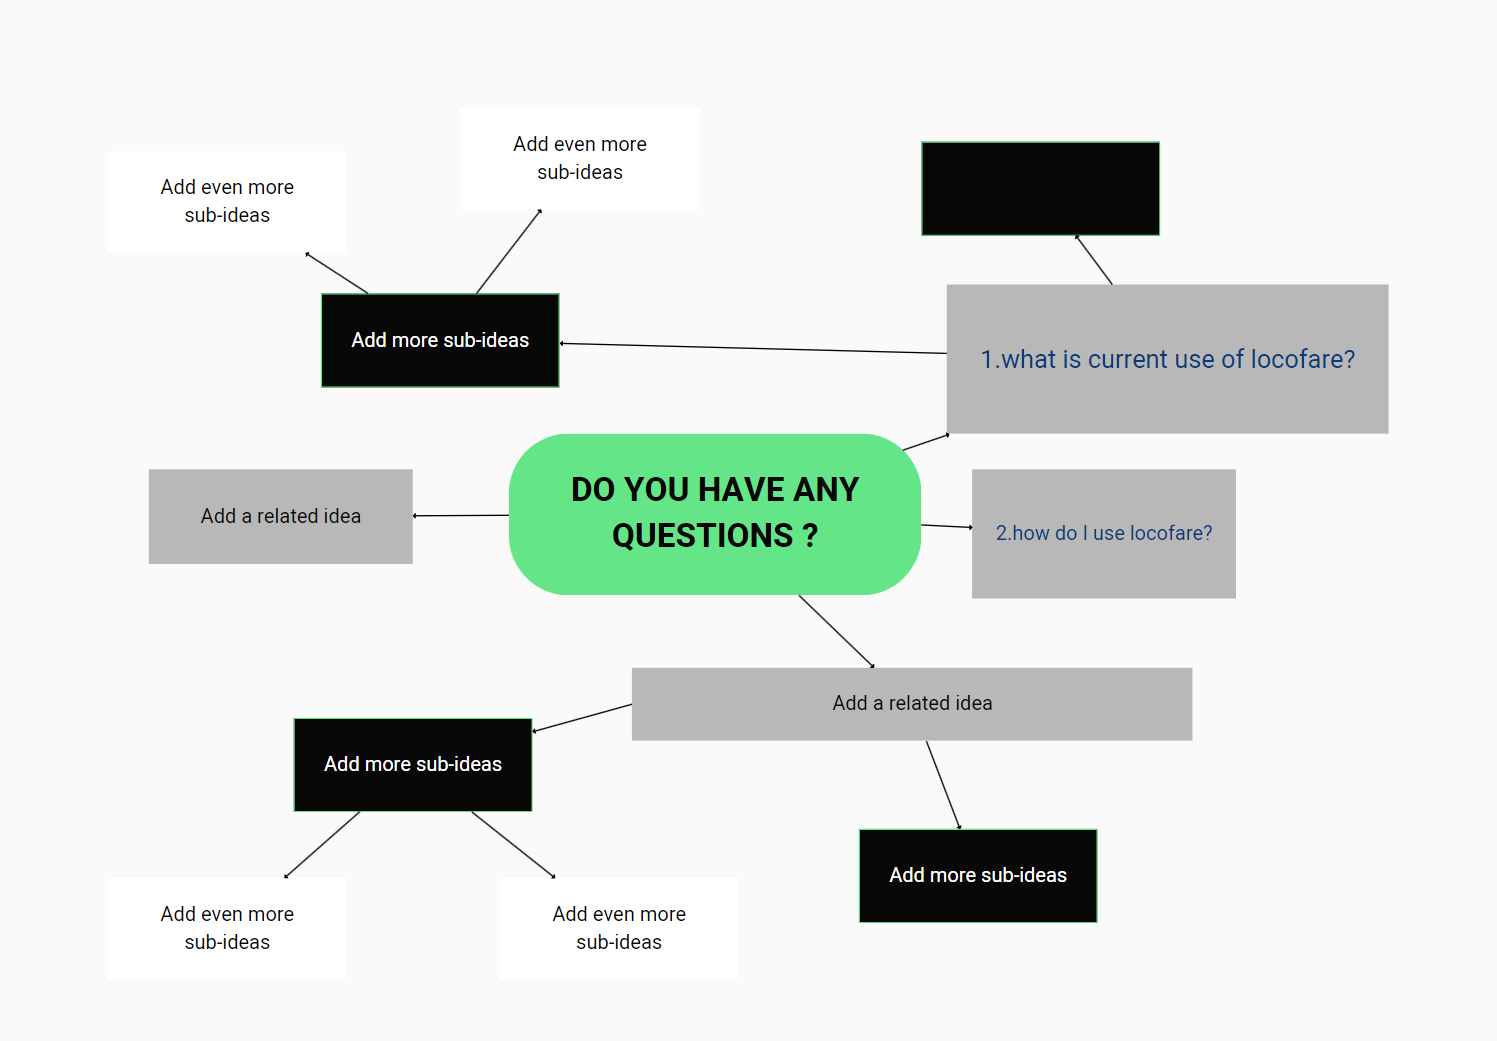 Add even more
sub-ideas
Add even more
sub-ideas
Add more sub-ideas
1.what is current use of locofare?
DO YOU HAVE ANY
QUESTIONS ?
Add a related idea
2.how do I use locofare?
Add a related idea
Add more sub-ideas
Add more sub-ideas
Add even more
sub-ideas
Add even more
sub-ideas